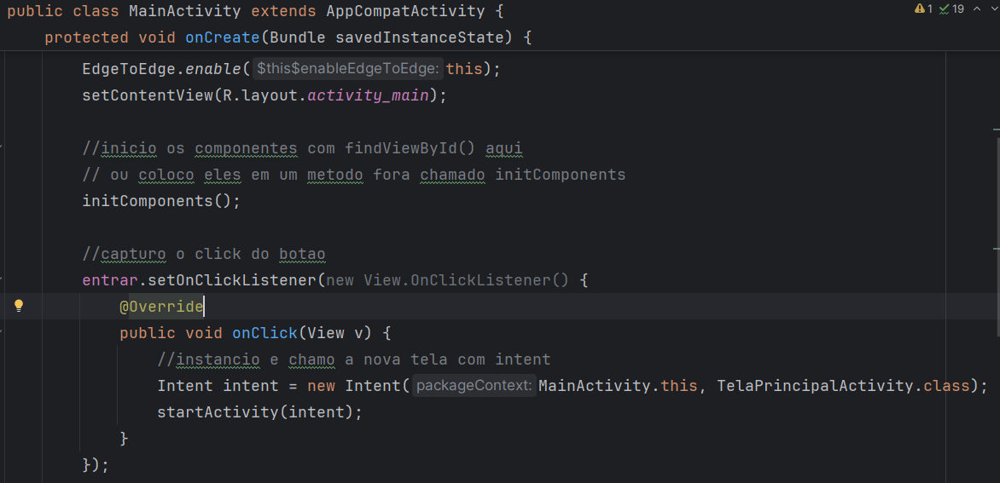 public class MainActivity extends AppCompatActivity {
1 19
protected void onCreate(Bundle savedInstanceState) {
EdgeToEdge.enable( $this$enableEdgeToEdge: this);
setContentView(R.layout.activity_main);
//inicio os componentes com findViewById() aqui
// ou coloco eles em um metodo fora chamado initComponents
initComponents();
//capturo o click do botao
entrar.setOnClickListener(new View.OnClickListener() {
@Override
public void onClick(View v) {
//instancio e chamo a nova tela com intent
Intent intent = new Intent( packageContext: MainActivity.this, TelaPrincipalActivity.class);
startActivity(intent);
}
});